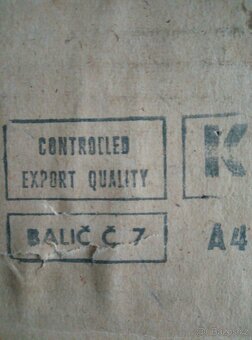 CONTROLLED
EXPORT QUALITY
K
BALIČ Č. 7
A4